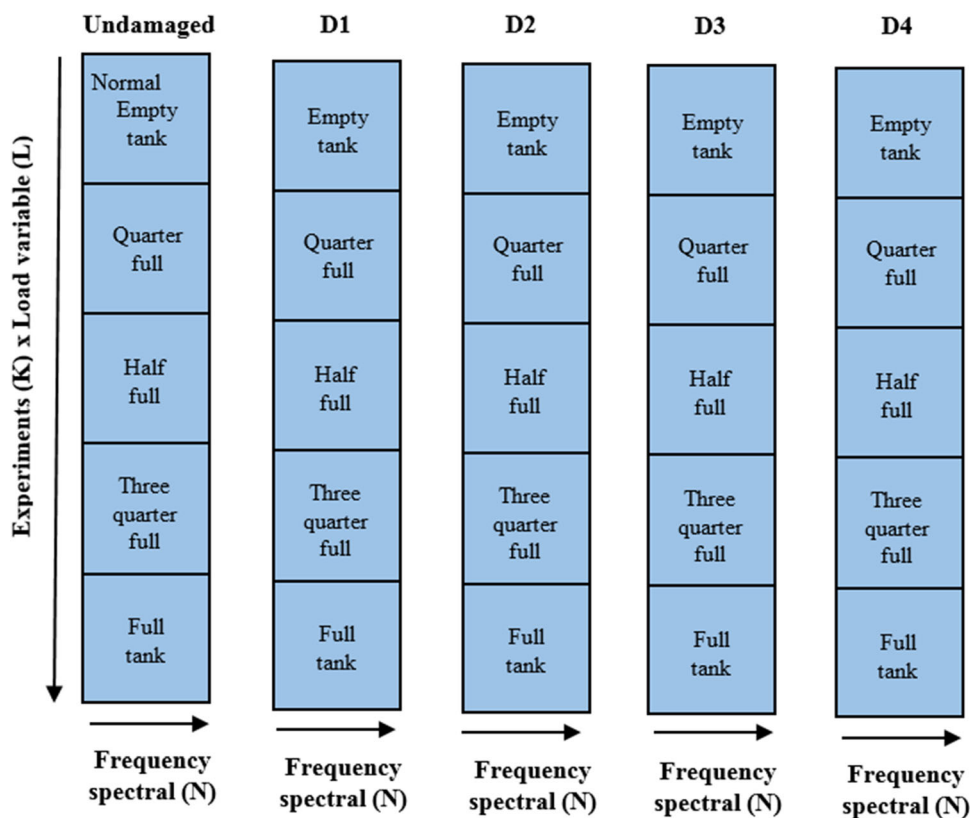 Undamaged
D1
D2
D3
D4
Experiments (K) x Load variable (L)
Normal
Empty
tank
Quarter
full
Half
full
Three
quarter
full
Full
tank
Empty
tank
Quarter
full
Half
full
Three
quarter
full
Full
tank
Empty
tank
Quarter
full
Half
full
Three
quarter
full
Full
tank
Empty
tank
Quarter
full
Half
full
Three
quarter
full
Full
tank
Empty
tank
Quarter
full
Half
full
Three
quarter
full
Full
tank
Frequency
spectral (N)
Frequency
spectral (N)
Frequency
spectral (N)
Frequency
spectral (N)
Frequency
spectral (N)